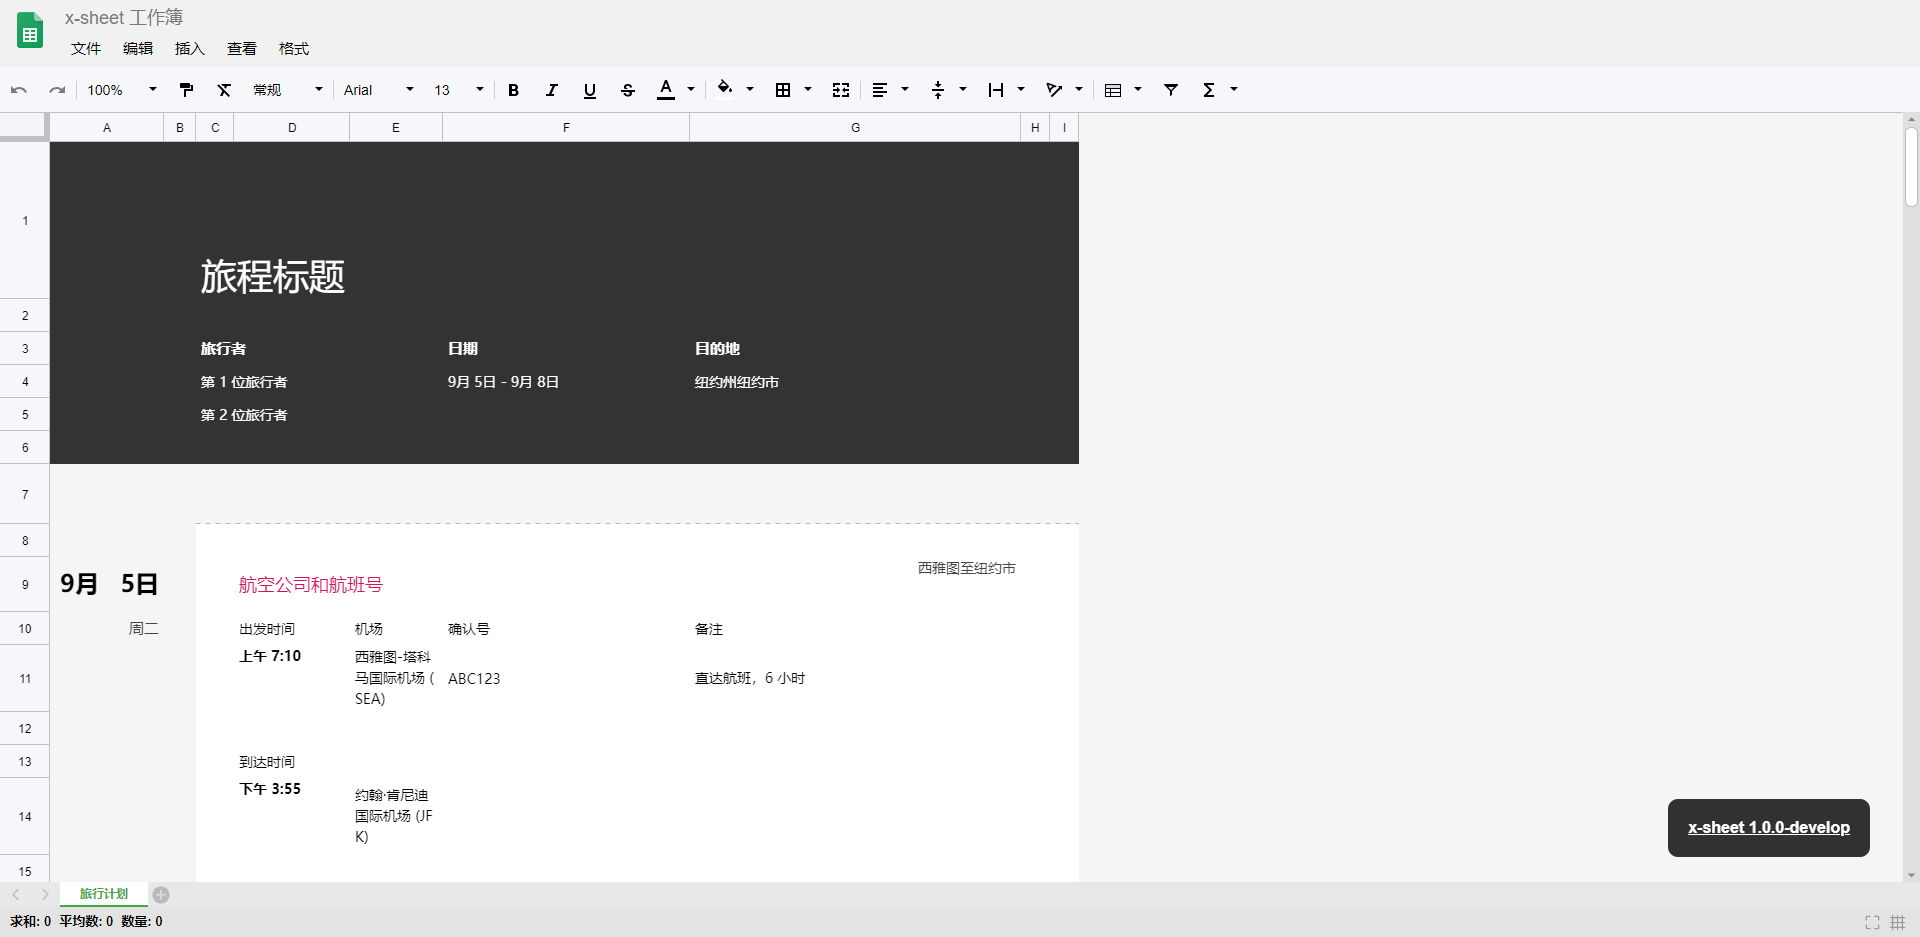 x-sheet 工作簿
文件 编辑 插入 查看 格式
100% 常规 Arial 13 B I U S A Σ
A B C D E F G H I
1
旅程标题
2
3 旅行者 日期 目的地
4 第 1 位旅行者 9月 5日 - 9月 8日 纽约州纽约市
5 第 2 位旅行者
6
7
8
西雅图至纽约市
9 9月 5日 航空公司和航班号
10 周二 出发时间 机场 确认号 备注
上午 7:10 西雅图-塔科
11 马国际机场 ( ABC123 直达航班，6 小时
SEA)
12
13 到达时间
下午 3:55 约翰·肯尼迪
14 国际机场 (JF
K)
x-sheet 1.0.0-develop
15
旅行计划
求和: 0 平均数: 0 数量: 0